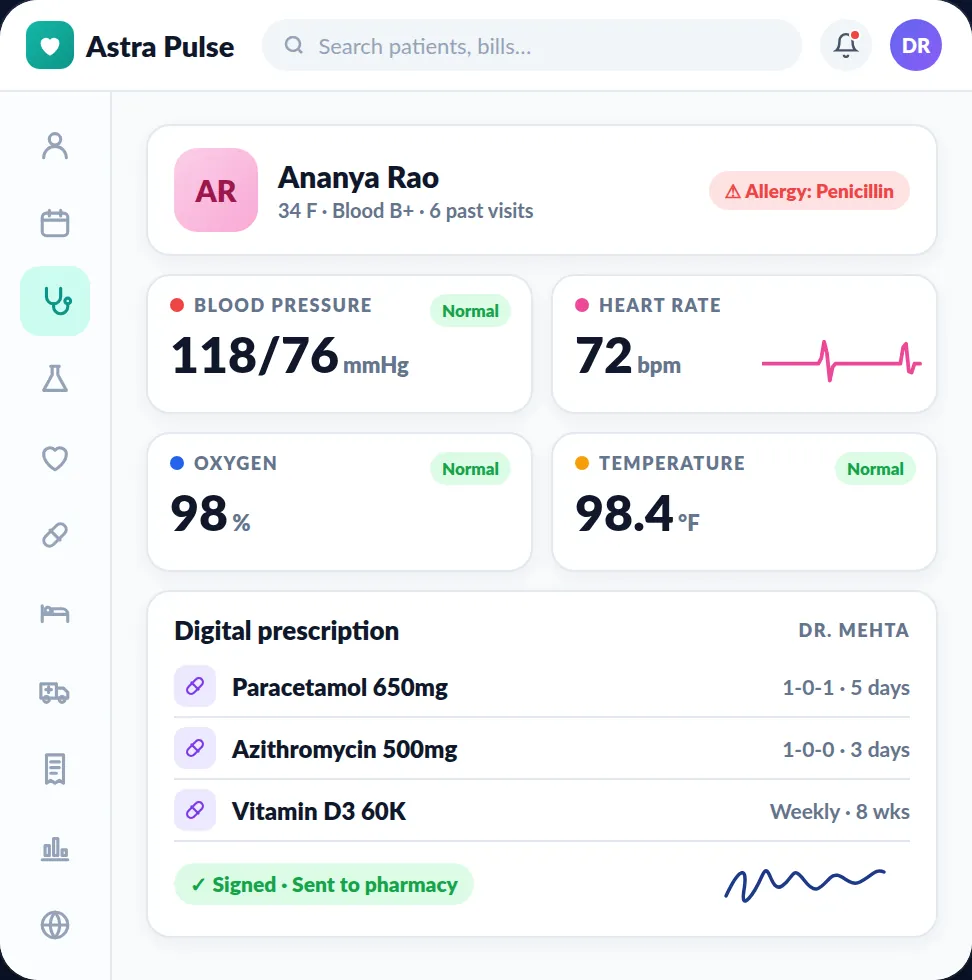 Astra Pulse
Search patients, bills...
DR
AR
Ananya Rao
34 F · Blood B+ · 6 past visits
⚠ Allergy: Penicillin
BLOOD PRESSURE
Normal
118/76 mmHg
HEART RATE
72 bpm
OXYGEN
Normal
98 %
TEMPERATURE
Normal
98.4 °F
Digital prescription
DR. MEHTA
Paracetamol 650mg
1-0-1 · 5 days
Azithromycin 500mg
1-0-0 · 3 days
Vitamin D3 60K
Weekly · 8 wks
✓ Signed · Sent to pharmacy